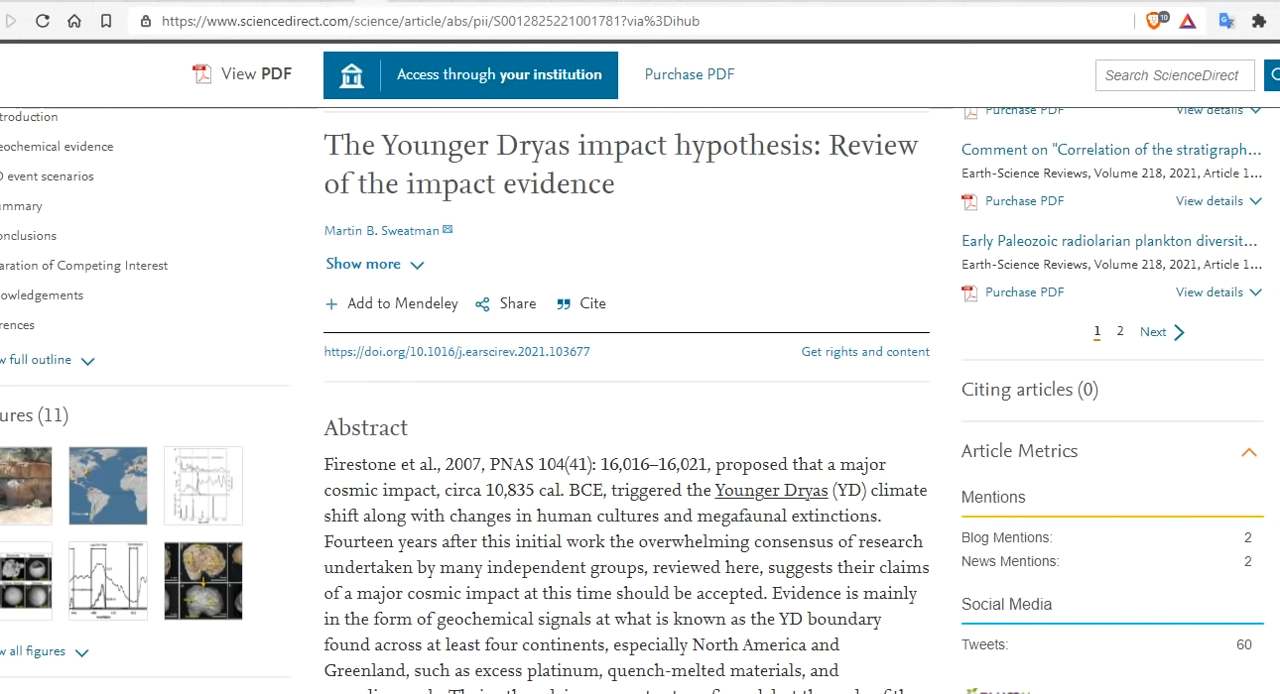 https://www.sciencedirect.com/science/article/abs/pii/S0012825221001781?via%3Dihub
10
View PDF
Access through your institution
Purchase PDF
Search ScienceDirect
troduction
eochemical evidence
D event scenarios
mmary
onclusions
aration of Competing Interest
nowledgements
rences
w full outline
ures (11)
w all figures
The Younger Dryas impact hypothesis: Review
of the impact evidence
Martin B. Sweatman
Show more
Add to Mendeley
Share
Cite
https://doi.org/10.1016/j.earscirev.2021.103677
Get rights and content
Abstract
Firestone et al., 2007, PNAS 104(41): 16,016–16,021, proposed that a major
cosmic impact, circa 10,835 cal. BCE, triggered the Younger Dryas (YD) climate
shift along with changes in human cultures and megafaunal extinctions.
Fourteen years after this initial work the overwhelming consensus of research
undertaken by many independent groups, reviewed here, suggests their claims
of a major cosmic impact at this time should be accepted. Evidence is mainly
in the form of geochemical signals at what is known as the YD boundary
found across at least four continents, especially North America and
Greenland, such as excess platinum, quench-melted materials, and
Purchase PDF
View details
Comment on "Correlation of the stratigraph...
Earth-Science Reviews, Volume 218, 2021, Article 1...
Purchase PDF
View details
Early Paleozoic radiolarian plankton diversit...
Earth-Science Reviews, Volume 218, 2021, Article 1...
Purchase PDF
View details
1 2 Next
Citing articles (0)
Article Metrics
Mentions
Blog Mentions: 2
News Mentions: 2
Social Media
Tweets: 60